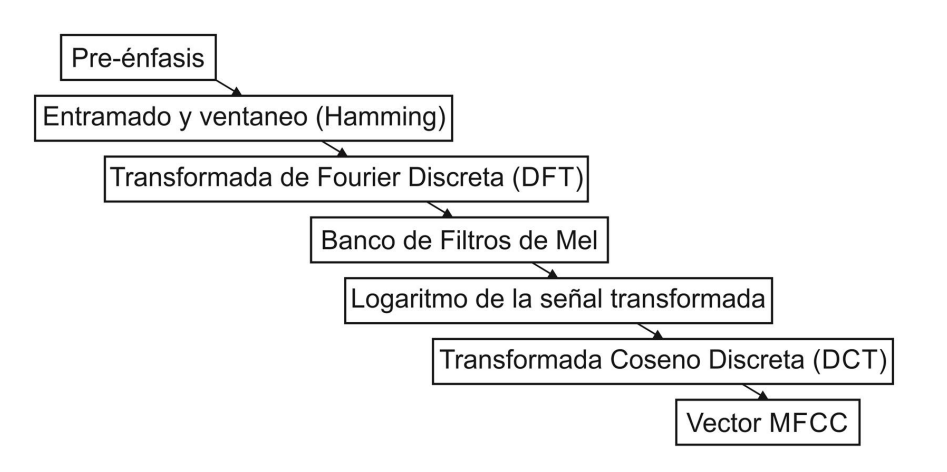 Pre-énfasis
Entramado y ventaneo (Hamming)
Transformada de Fourier Discreta (DFT)
Banco de Filtros de Mel
Logaritmo de la señal transformada
Transformada Coseno Discreta (DCT)
Vector MFCC